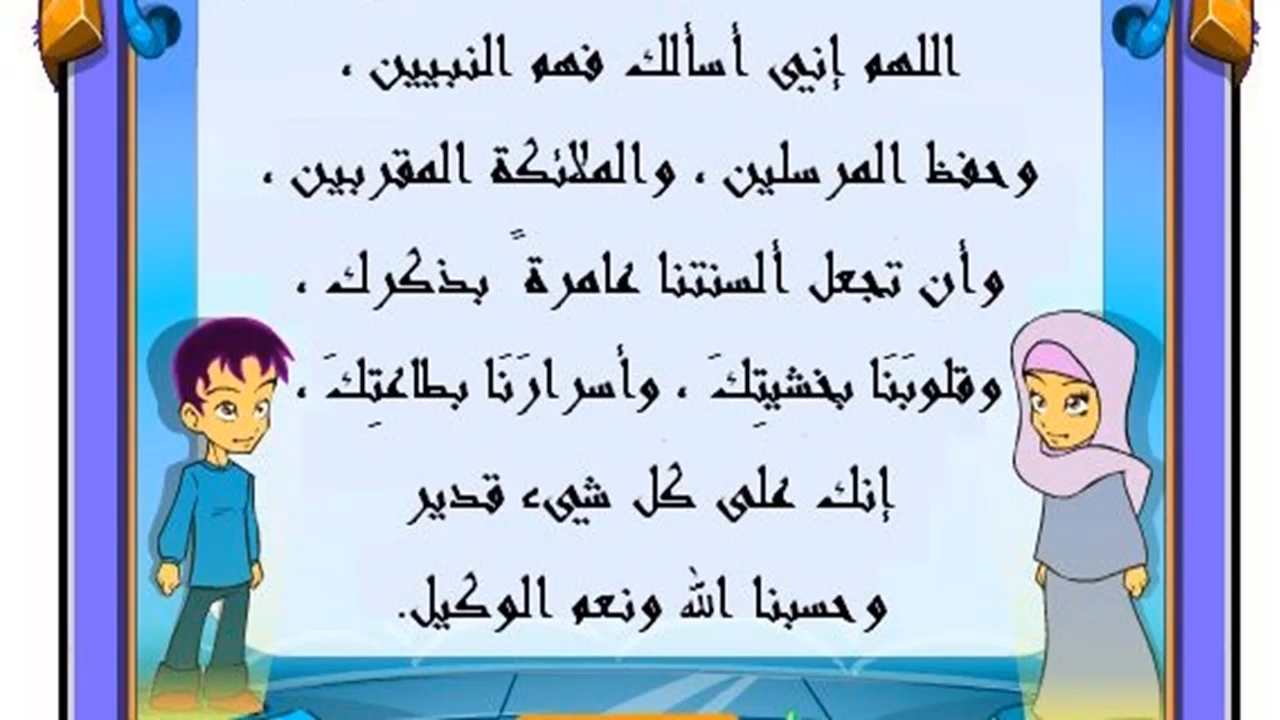 اللهم إني أسألك فهم النبيين ،
وحفظ المرسلين ، والملائكة المقربين ،
وأن تجعل ألسنتنا عامرةً بذكرك ،
وقلوبَنَا بخشيتِكَ ، وأسرارَنَا بطاعتِكَ ،
إنك على كل شيء قدير
وحسبنا الله ونعم الوكيل.